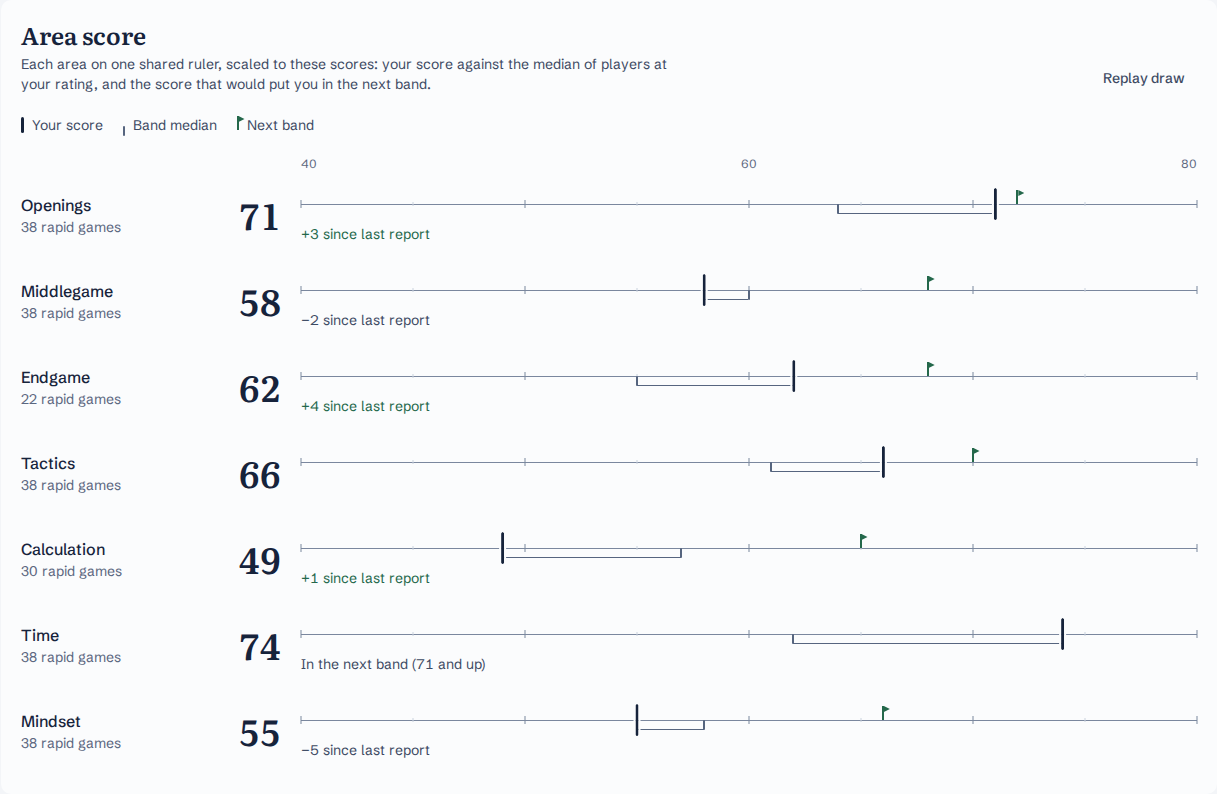 Area score
Each area on one shared ruler, scaled to these scores: your score against the median of players at
your rating, and the score that would put you in the next band.
Replay draw
Your score Band median Next band
40 60 80
Openings
38 rapid games
71
+3 since last report
Middlegame
38 rapid games
58
−2 since last report
Endgame
22 rapid games
62
+4 since last report
Tactics
38 rapid games
66
Calculation
30 rapid games
49
+1 since last report
Time
38 rapid games
74
In the next band (71 and up)
Mindset
38 rapid games
55
−5 since last report